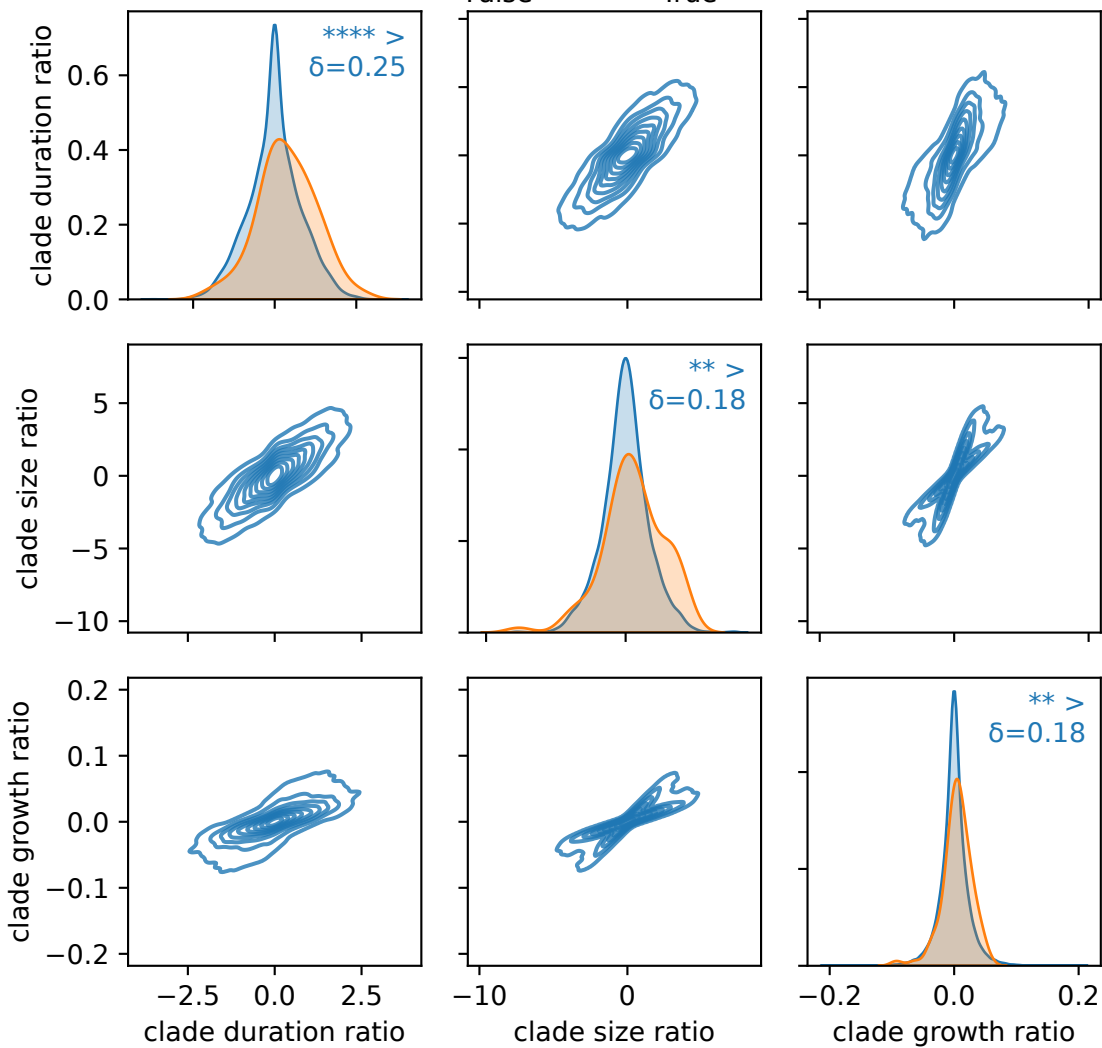 False True
clade duration ratio
0.6
0.4
0.2
0.0
**** >
δ=0.25
clade size ratio
5
0
−5
−10
** >
δ=0.18
clade growth ratio
0.2
0.1
0.0
−0.1
−0.2
** >
δ=0.18
−2.5 0.0 2.5
−10 0
−0.2 0.0 0.2
clade duration ratio
clade size ratio
clade growth ratio